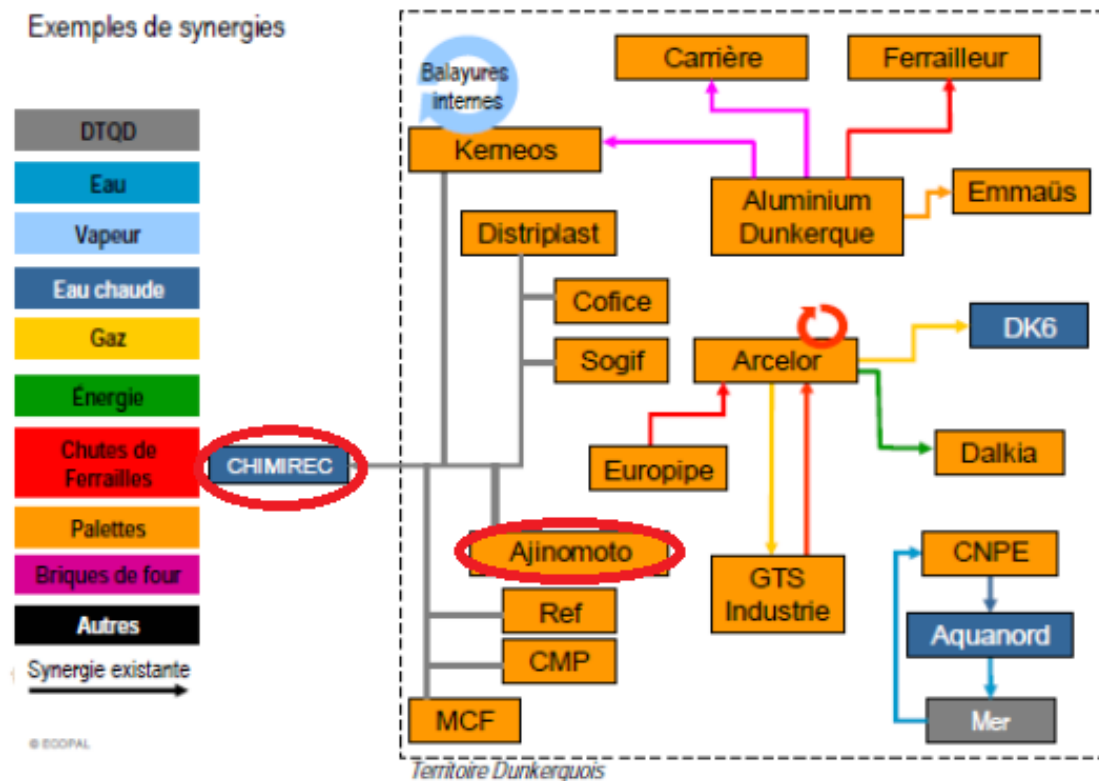 Exemples de synergies
DTQD
Eau
Vapeur
Eau chaude
Gaz
Énergie
Chutes de
Ferrailles
Palettes
Briques de four
Autres
Synergie existante
© ECOPAL
CHIMIREC
Balayures
internes
Kerneos
Distriplast
Cofice
Sogif
Ajinomoto
Ref
CMP
MCF
Carrière
Ferrailleur
Aluminium
Dunkerque
Emmaüs
Arcelor
DK6
Europipe
Dalkia
GTS
Industrie
CNPE
Aquanord
Mer
Territoire Dunkerquois